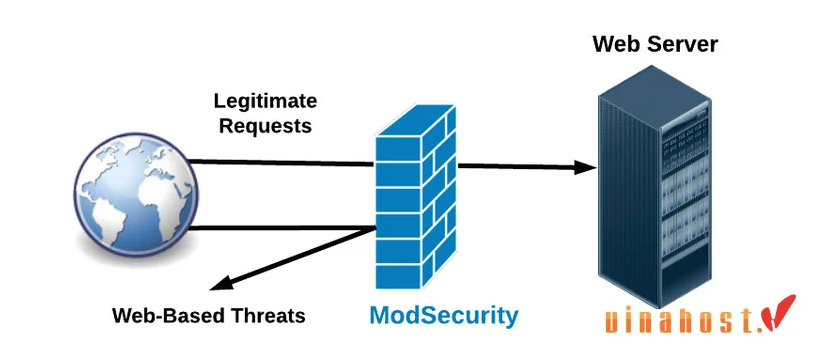 Web Server
Legitimate
Requests
Web-Based Threats
ModSecurity
vinahost